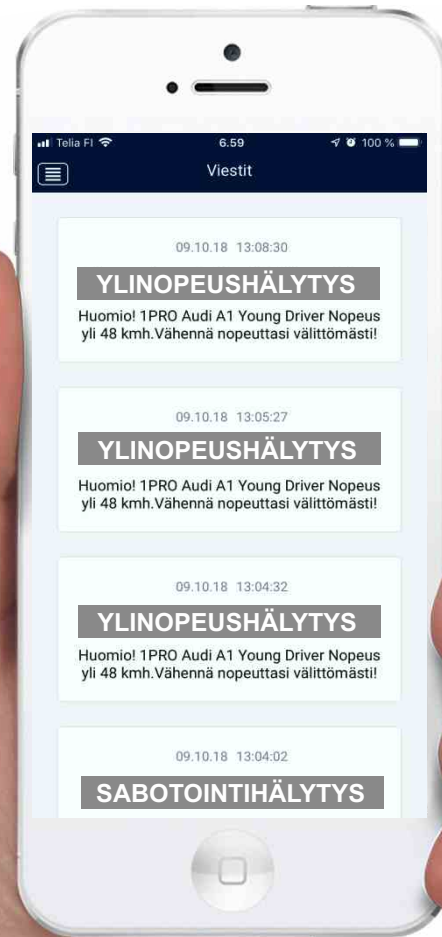 Telia FI 6.59 100 %
Viestit
09.10.18 13:08:30
YLINOPEUSHÄLYTYS
Huomio! 1PRO Audi A1 Young Driver Nopeus
yli 48 kmh.Vähennä nopeuttasi välittömästi!
09.10.18 13:05:27
YLINOPEUSHÄLYTYS
Huomio! 1PRO Audi A1 Young Driver Nopeus
yli 48 kmh.Vähennä nopeuttasi välittömästi!
09.10.18 13:04:32
YLINOPEUSHÄLYTYS
Huomio! 1PRO Audi A1 Young Driver Nopeus
yli 48 kmh.Vähennä nopeuttasi välittömästi!
09.10.18 13:04:02
SABOTOINTIHÄLYTYS